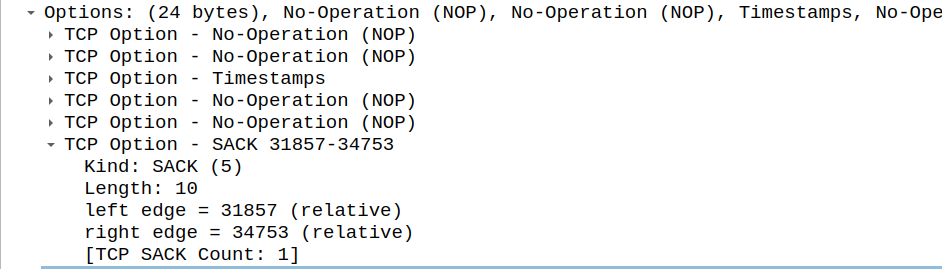 Options: (24 bytes), No-Operation (NOP), No-Operation (NOP), Timestamps, No-Ope
TCP Option - No-Operation (NOP)
TCP Option - No-Operation (NOP)
TCP Option - Timestamps
TCP Option - No-Operation (NOP)
TCP Option - No-Operation (NOP)
TCP Option - SACK 31857-34753
Kind: SACK (5)
Length: 10
left edge = 31857 (relative)
right edge = 34753 (relative)
[TCP SACK Count: 1]